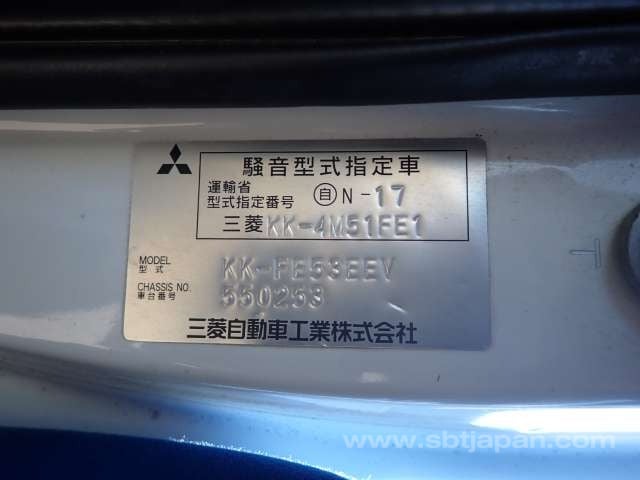 騒音型式指定車
運輸省
型式指定番号 自 N-17
三菱 KK-4M51FE1
MODEL
型式 KK-FE53EEV
CHASSIS NO.
車台番号 550253
三菱自動車工業株式会社
www.sbtjapan.com